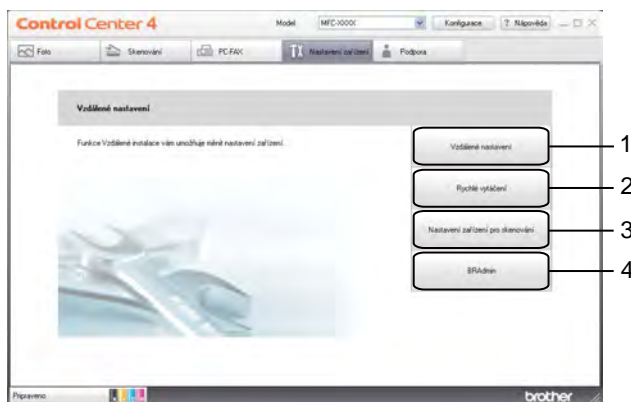 Control Center 4 Model MFC-XXXX Konfigurace ? Nápověda
Foto Skenování PC-FAX Nastavení zařízení Podpora
Vzdálené nastavení
Funkce Vzdálené instalace vám umožňuje měnit nastavení zařízení.
Vzdálené nastavení 1
Rychlé vytáčení 2
Nastavení zařízení pro skenování 3
BRAdmin 4
Připraveno brother